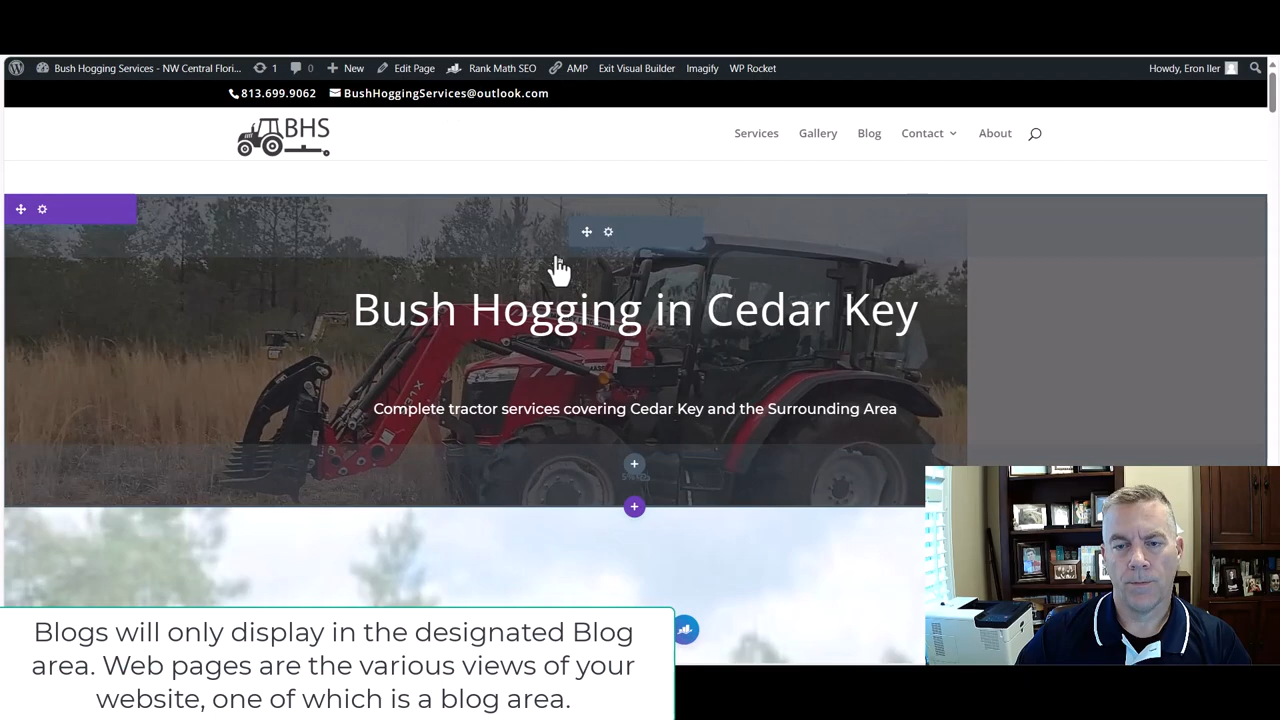 Bush Hogging Services - NW Central Flori... 1 0 New Edit Page Rank Math SEO AMP Exit Visual Builder Imagify WP Rocket Howdy, Eron Iler
813.699.9062 BushHoggingServices@outlook.com
BHS Services Gallery Blog Contact About
Bush Hogging in Cedar Key
Complete tractor services covering Cedar Key and the Surrounding Area
Blogs will only display in the designated Blog
area. Web pages are the various views of your
website, one of which is a blog area.